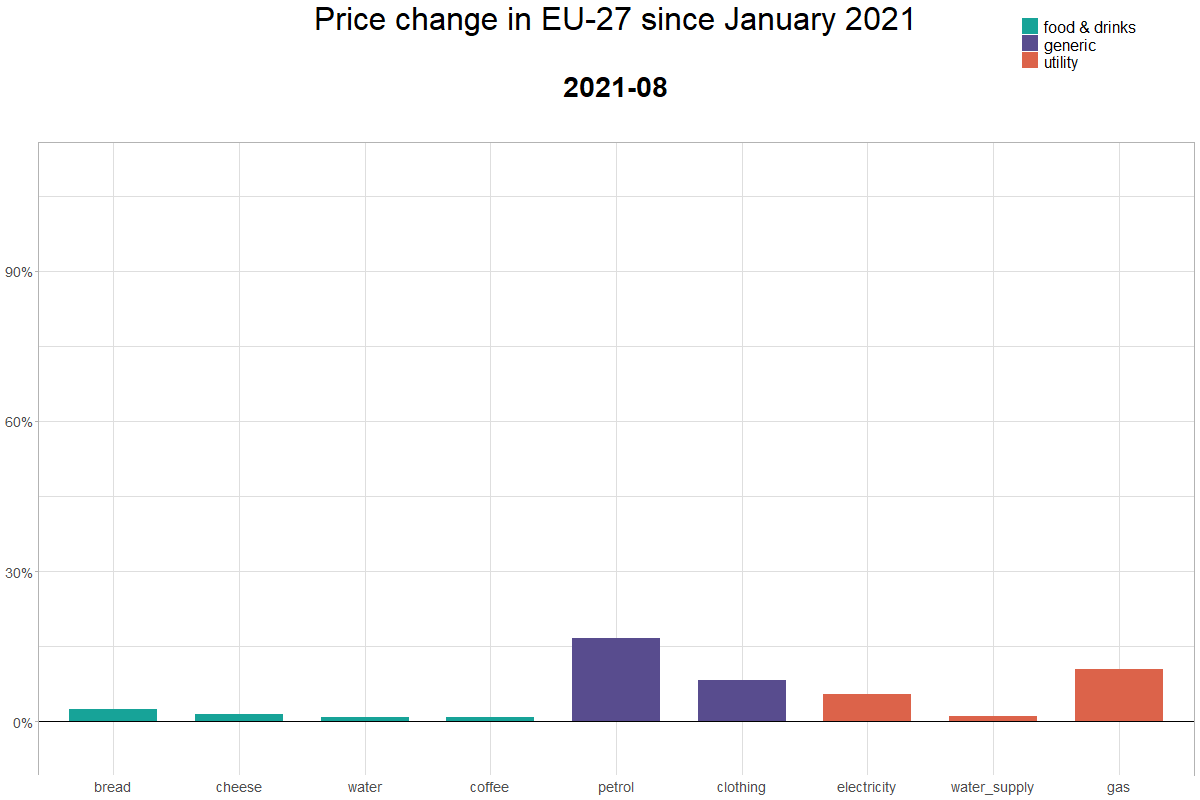 Price change in EU-27 since January 2021
food & drinks
generic
utility
2021-08
90%
60%
30%
0%
bread cheese water coffee petrol clothing electricity water_supply gas